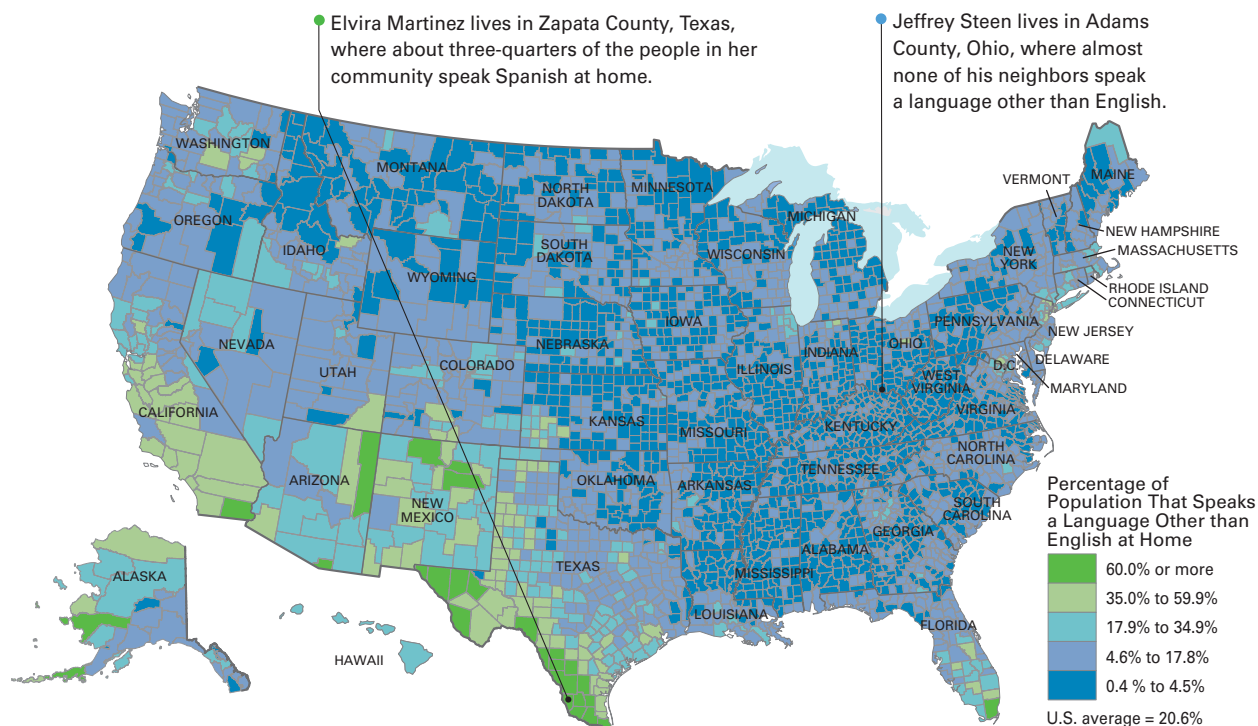 Elvira Martinez lives in Zapata County, Texas,
where about three-quarters of the people in her
community speak Spanish at home.
Jeffrey Steen lives in Adams
County, Ohio, where almost
none of his neighbors speak
a language other than English.
WASHINGTON
MONTANA
NORTH
DAKOTA
MINNESOTA
VERMONT
MAINE
OREGON
IDAHO
SOUTH
DAKOTA
WISCONSIN
MICHIGAN
NEW HAMPSHIRE
NEW
YORK
MASSACHUSETTS
WYOMING
RHODE ISLAND
CONNECTICUT
IOWA
PENNSYLVANIA
NEW JERSEY
NEVADA
UTAH
COLORADO
NEBRASKA
ILLINOIS
INDIANA
OHIO
D.C.
DELAWARE
MARYLAND
WEST
VIRGINIA
VIRGINIA
CALIFORNIA
KANSAS
MISSOURI
KENTUCKY
NORTH
CAROLINA
ARIZONA
NEW
MEXICO
OKLAHOMA
ARKANSAS
TENNESSEE
SOUTH
CAROLINA
GEORGIA
ALABAMA
MISSISSIPPI
TEXAS
LOUISIANA
FLORIDA
ALASKA
HAWAII
Percentage of
Population That Speaks
a Language Other than
English at Home
60.0% or more
35.0% to 59.9%
17.9% to 34.9%
4.6% to 17.8%
0.4 % to 4.5%
U.S. average = 20.6%